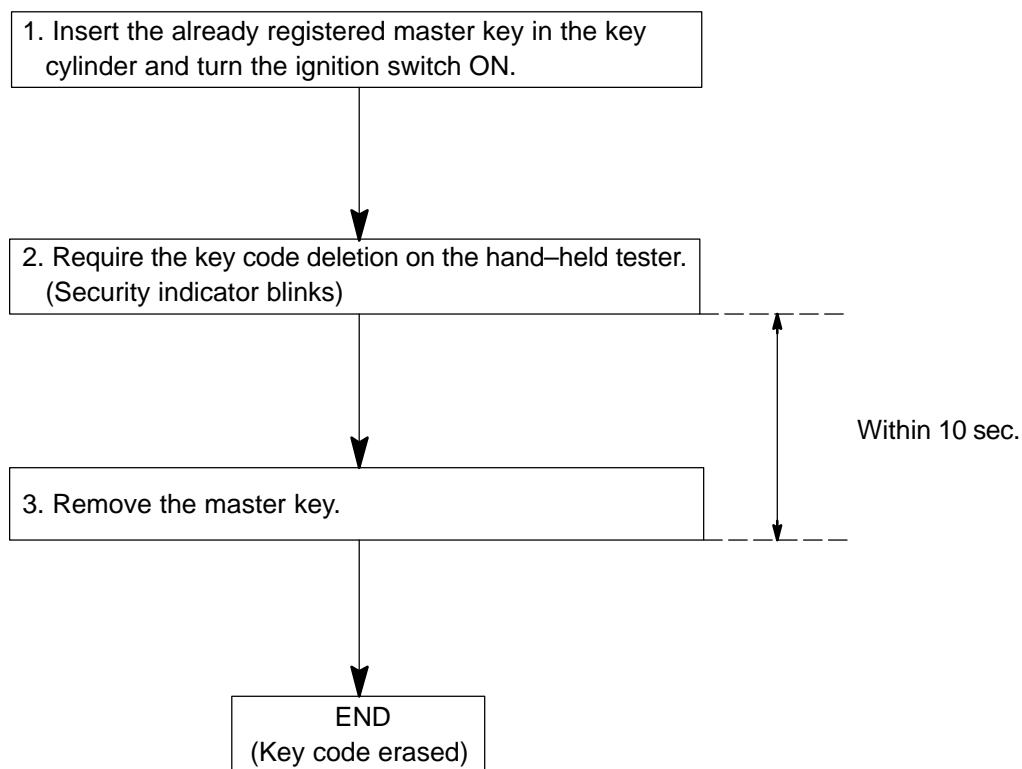 1. Insert the already registered master key in the key
cylinder and turn the ignition switch ON.
2. Require the key code deletion on the hand–held tester.
(Security indicator blinks)
Within 10 sec.
3. Remove the master key.
END
(Key code erased)